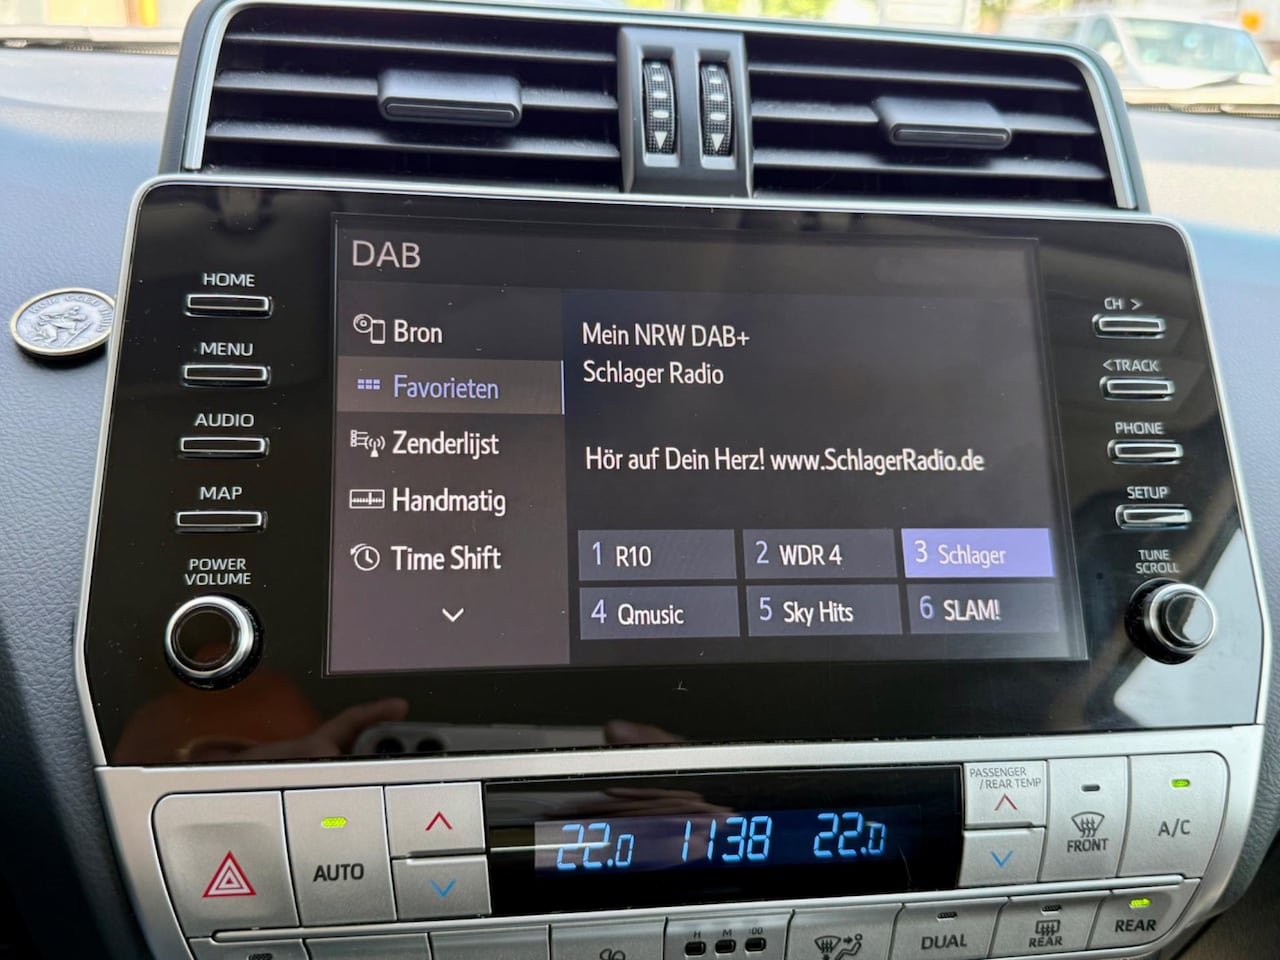 DAB
Bron
Favorieten
Zenderlijst
Handmatig
Time Shift
Mein NRW DAB+
Schlager Radio
Hör auf Dein Herz! www.SchlagerRadio.de
1 R10
2 WDR 4
3 Schlager
4 Qmusic
5 Sky Hits
6 SLAM!
HOME
MENU
AUDIO
MAP
POWER
VOLUME
CH >
<TRACK
PHONE
SETUP
TUNE
SCROLL
22.0 1138 22.0
PASSENGER
/REAR TEMP
AUTO
FRONT
A/C
H M :00
DUAL
REAR
REAR